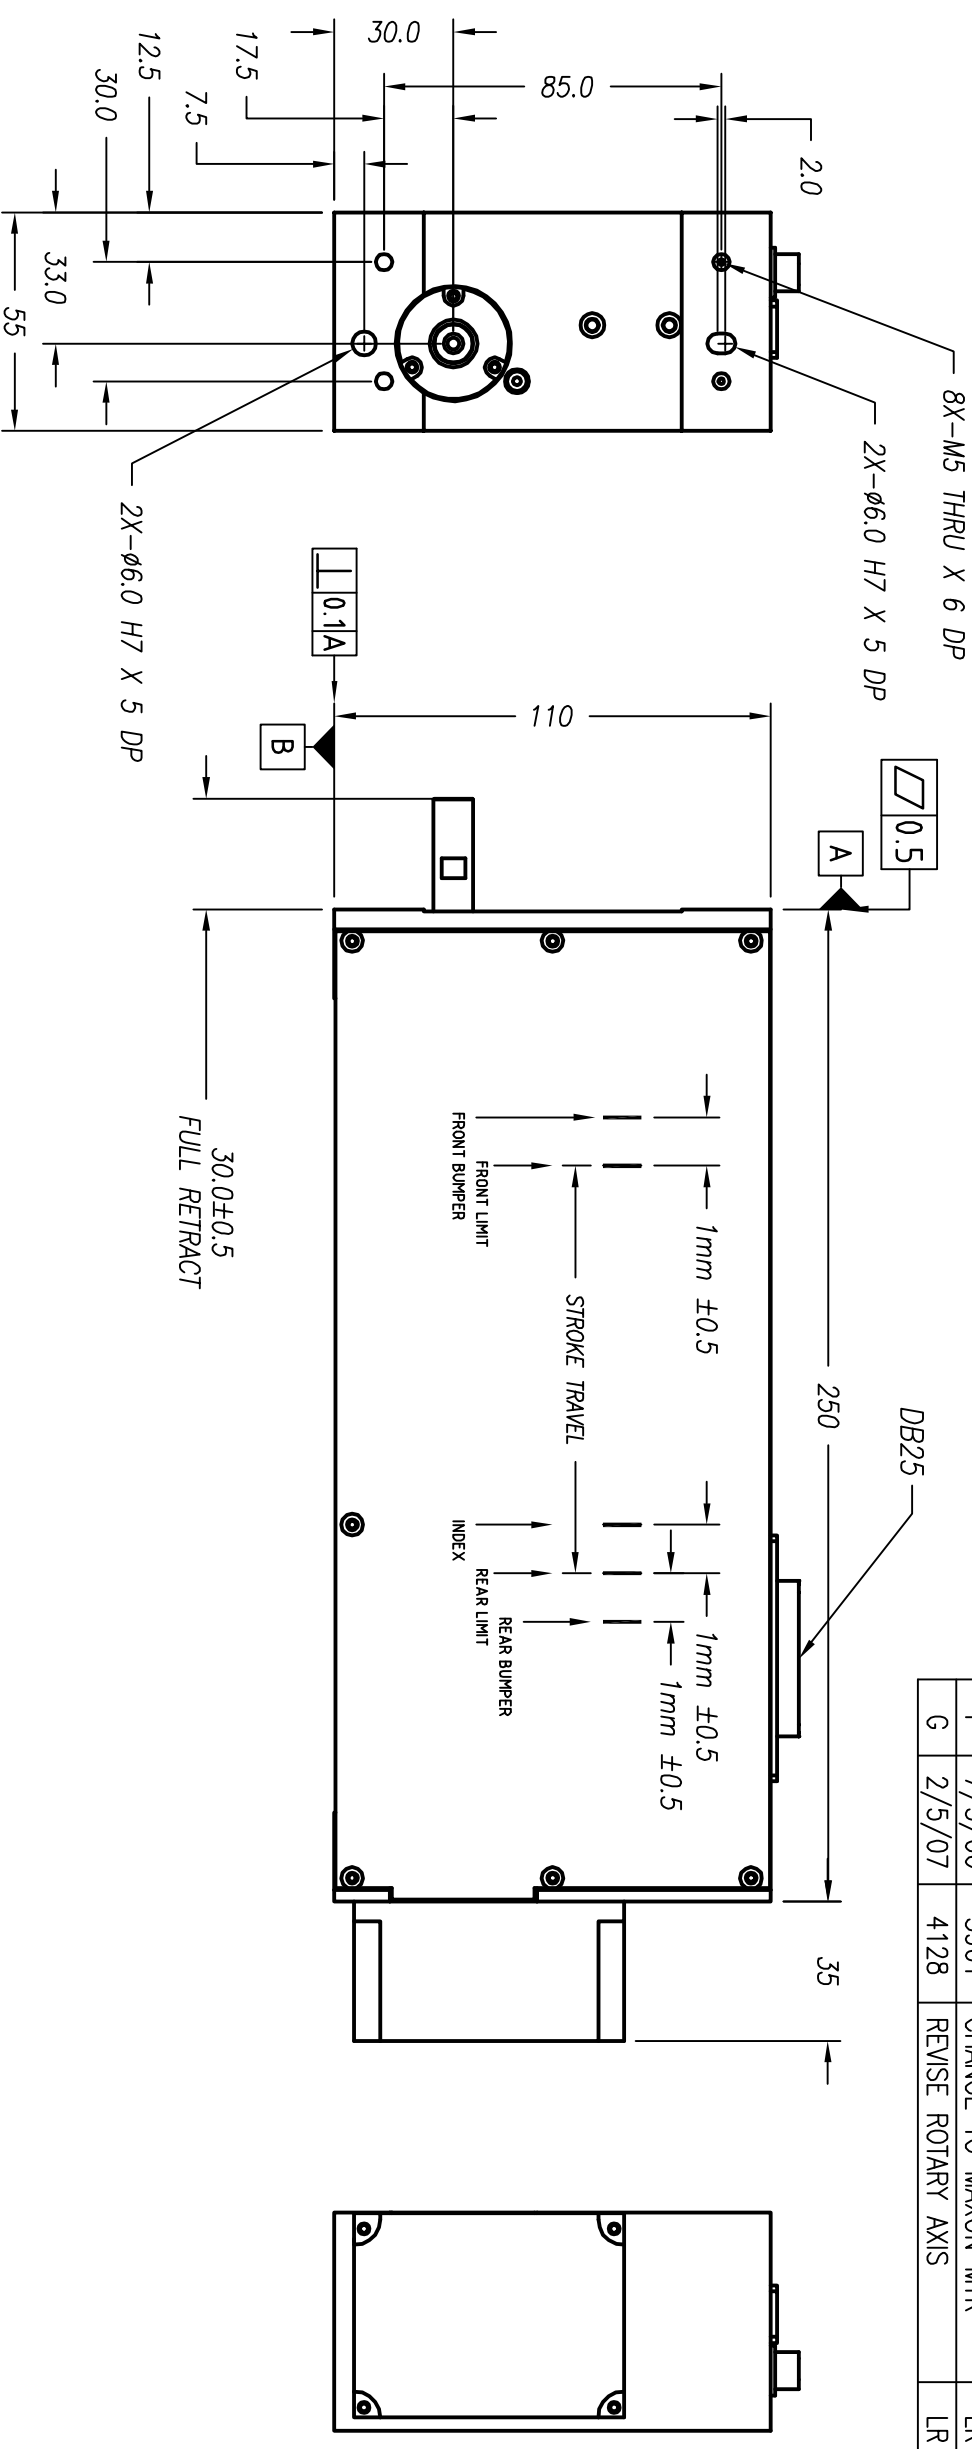 30.0
85.0
2.0
17.5
7.5
12.5
30.0
33.0
55
8X-M5 THRU X 6 DP
2X-ø6.0 H7 X 5 DP
2X-ø6.0 H7 X 5 DP
⊥ 0.1 A
B
110
⏥ 0.5
A
250
35
DB25
30.0±0.5
FULL RETRACT
FRONT BUMPER
FRONT LIMIT
1mm ±0.5
STROKE TRAVEL
INDEX
REAR LIMIT
REAR BUMPER
1mm ±0.5
1mm ±0.5
G 2/5/07 4128 REVISE ROTARY AXIS LR